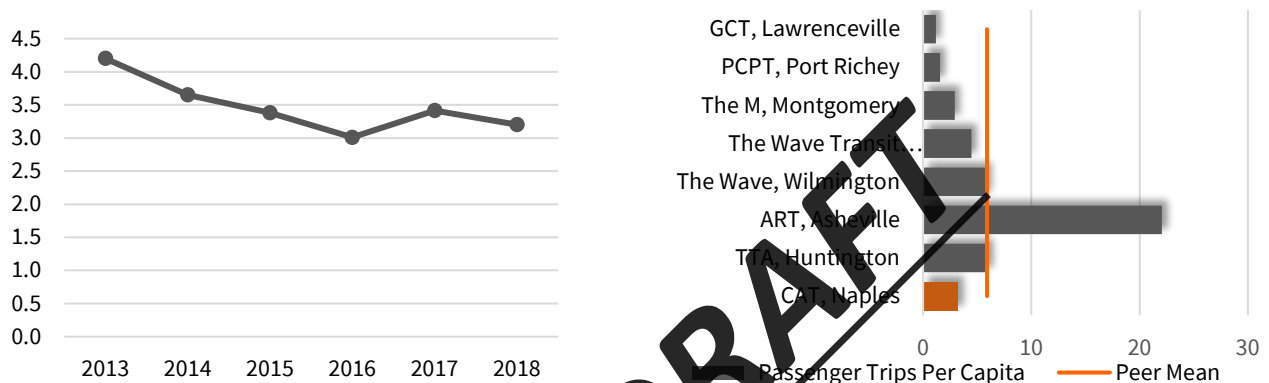 4.5
4.0
3.5
3.0
2.5
2.0
1.5
1.0
0.5
0.0
2013 2014 2015 2016 2017 2018
GCT, Lawrenceville
PCPT, Port Richey
The M, Montgomery
The Wave Transit…
The Wave, Wilmington
ART, Asheville
TTA, Huntington
CAT, Naples
0 10 20 30
Passenger Trips Per Capita Peer Mean
DRAFT